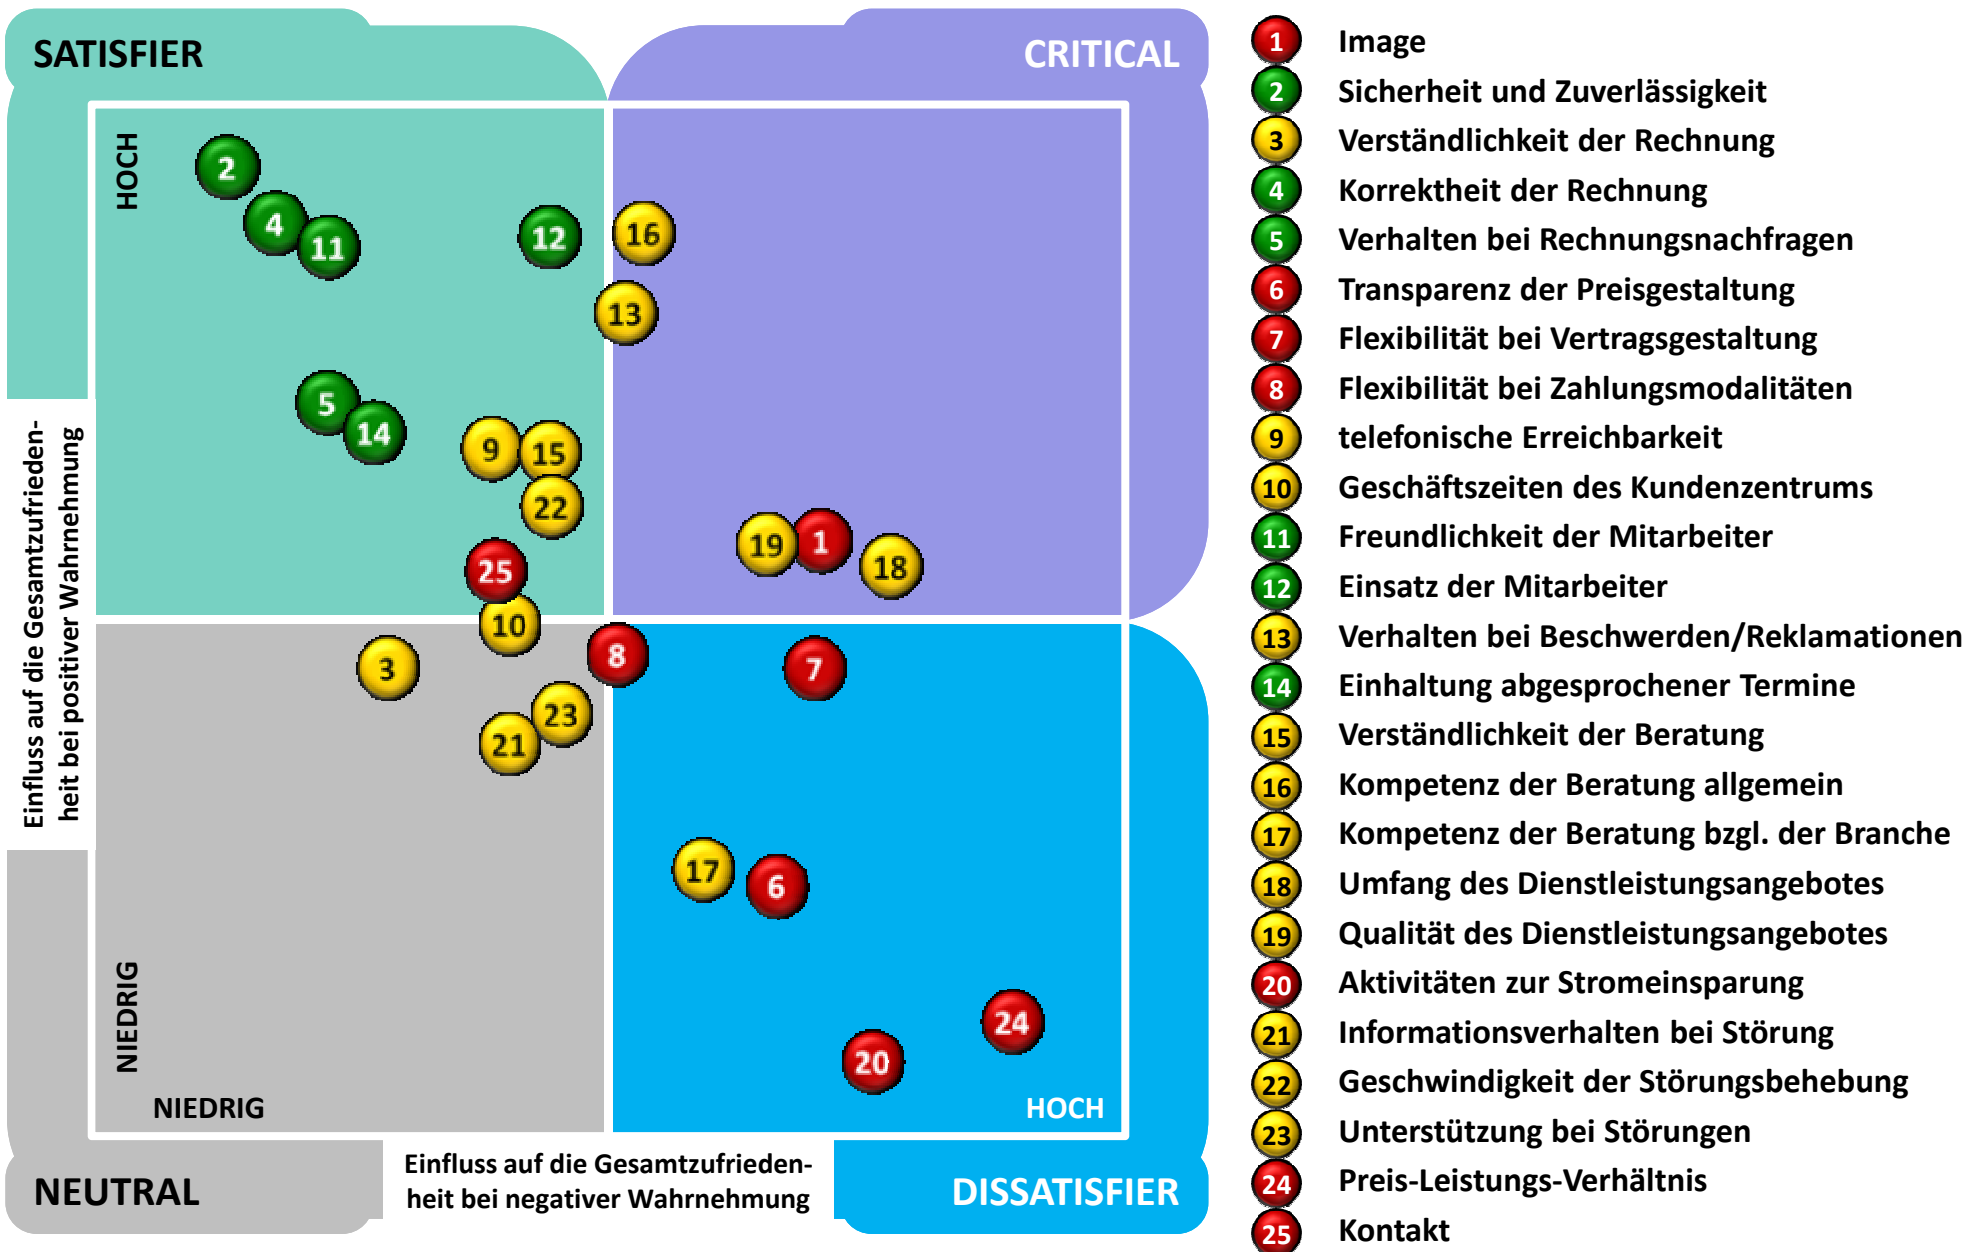 SATISFIER
CRITICAL
HOCH
2
4
11
12
16
13
5
14
9
15
22
25
10
19
1
18
3
8
7
23
21
17
6
24
20
NIEDRIG
NIEDRIG
HOCH
Einfluss auf die Gesamtzufrieden-
heit bei positiver Wahrnehmung
Einfluss auf die Gesamtzufrieden-
heit bei negativer Wahrnehmung
NEUTRAL
DISSATISFIER
1 Image
2 Sicherheit und Zuverlässigkeit
3 Verständlichkeit der Rechnung
4 Korrektheit der Rechnung
5 Verhalten bei Rechnungsnachfragen
6 Transparenz der Preisgestaltung
7 Flexibilität bei Vertragsgestaltung
8 Flexibilität bei Zahlungsmodalitäten
9 telefonische Erreichbarkeit
10 Geschäftszeiten des Kundenzentrums
11 Freundlichkeit der Mitarbeiter
12 Einsatz der Mitarbeiter
13 Verhalten bei Beschwerden/Reklamationen
14 Einhaltung abgesprochener Termine
15 Verständlichkeit der Beratung
16 Kompetenz der Beratung allgemein
17 Kompetenz der Beratung bzgl. der Branche
18 Umfang des Dienstleistungsangebotes
19 Qualität des Dienstleistungsangebotes
20 Aktivitäten zur Stromeinsparung
21 Informationsverhalten bei Störung
22 Geschwindigkeit der Störungsbehebung
23 Unterstützung bei Störungen
24 Preis-Leistungs-Verhältnis
25 Kontakt